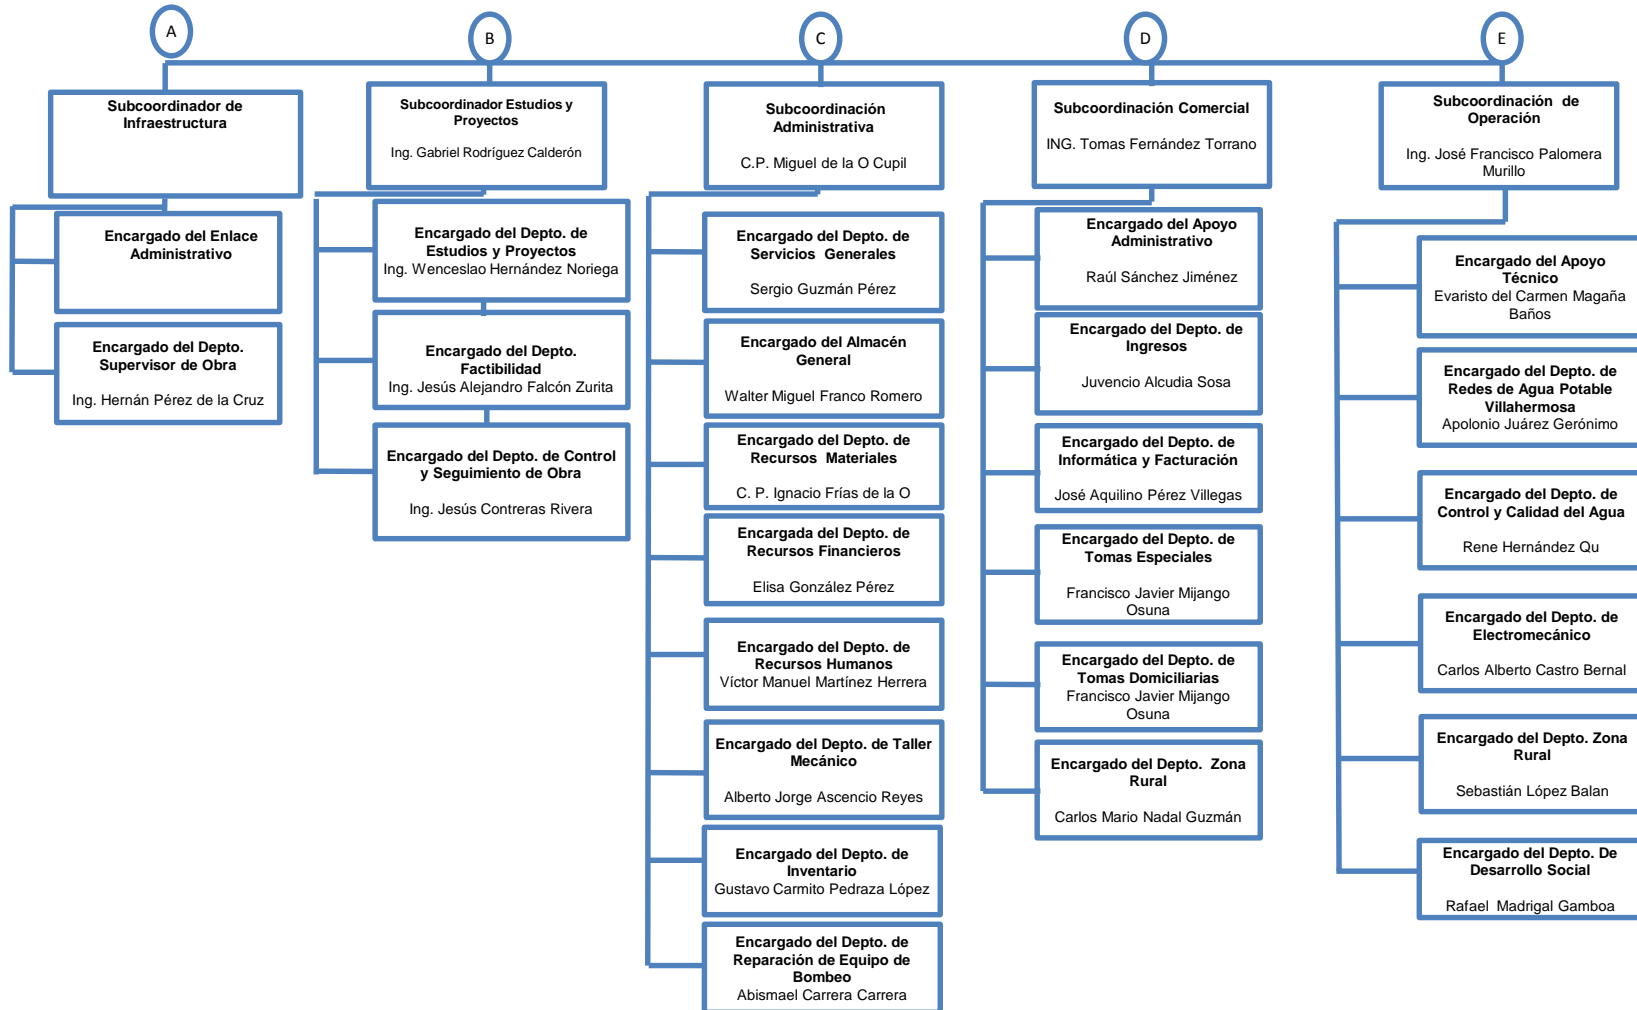 A
Subcoordinador de
Infraestructura
Encargado del Enlace
Administrativo
Encargado del Depto.
Supervisor de Obra
Ing. Hernán Pérez de la Cruz
B
Subcoordinador Estudios y
Proyectos
Ing. Gabriel Rodríguez Calderón
Encargado del Depto. de
Estudios y Proyectos
Ing. Wenceslao Hernández Noriega
Encargado del Depto.
Factibilidad
Ing. Jesús Alejandro Falcón Zurita
Encargado del Depto. de Control
y Seguimiento de Obra
Ing. Jesús Contreras Rivera
C
Subcoordinación
Administrativa
C.P. Miguel de la O Cupil
Encargado del Depto. de
Servicios Generales
Sergio Guzmán Pérez
Encargado del Almacén
General
Walter Miguel Franco Romero
Encargado del Depto. de
Recursos Materiales
C. P. Ignacio Frías de la O
Encargada del Depto. de
Recursos Financieros
Elisa González Pérez
Encargado del Depto. de
Recursos Humanos
Víctor Manuel Martínez Herrera
Encargado del Depto. de Taller
Mecánico
Alberto Jorge Ascencio Reyes
Encargado del Depto. de
Inventario
Gustavo Carmito Pedraza López
Encargado del Depto. de
Reparación de Equipo de
Bombeo
Abismael Carrera Carrera
D
Subcoordinación Comercial
ING. Tomas Fernández Torrano
Encargado del Apoyo
Administrativo
Raúl Sánchez Jiménez
Encargado del Depto. de
Ingresos
Juvencio Alcudia Sosa
Encargado del Depto. de
Informática y Facturación
José Aquilino Pérez Villegas
Encargado del Depto. de
Tomas Especiales
Francisco Javier Mijango
Osuna
Encargado del Depto. de
Tomas Domiciliarias
Francisco Javier Mijango
Osuna
Encargado del Depto. Zona
Rural
Carlos Mario Nadal Guzmán
E
Subcoordinación de
Operación
Ing. José Francisco Palomera
Murillo
Encargado del Apoyo
Técnico
Evaristo del Carmen Magaña
Baños
Encargado del Depto. de
Redes de Agua Potable
Villahermosa
Apolonio Juárez Gerónimo
Encargado del Depto. de
Control y Calidad del Agua
Rene Hernández Qu
Encargado del Depto. de
Electromecánico
Carlos Alberto Castro Bernal
Encargado del Depto. Zona
Rural
Sebastián López Balan
Encargado del Depto. De
Desarrollo Social
Rafael Madrigal Gamboa